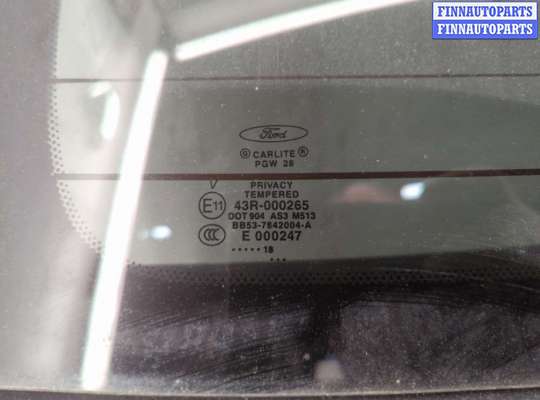 FINNAUTOPARTS
FINNAUTOPARTS
Ford
G CARLITE R
PGW 28
V
PRIVACY
TEMPERED
E11 43R-000265
DOT 904 AS3 M513
BB53-7842004-A
CCC E 000247
••••• 18
•••